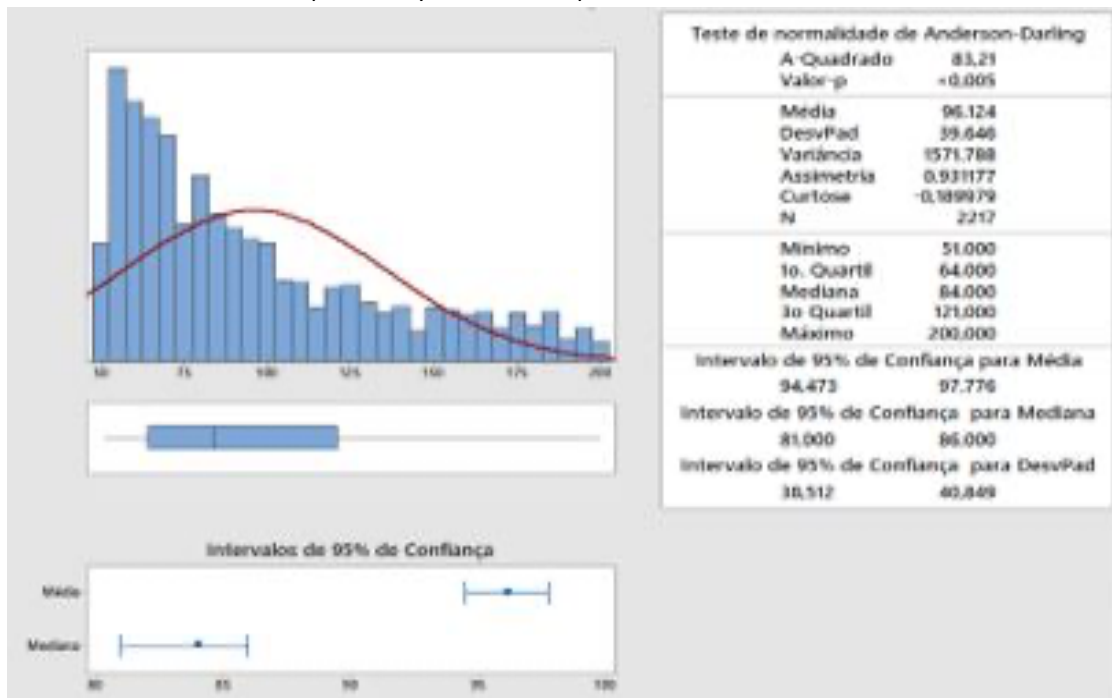 Teste de normalidade de Anderson-Darling
A-Quadrado 83,21
Valor-p <0,005
Média 96,124
DesvPad 39,646
Variância 1571,788
Assimetria 0,931177
Curtose -0,189979
N 2217
Mínimo 51,000
1o. Quartil 64,000
Mediana 84,000
3o Quartil 121,000
Máximo 200,000
Intervalo de 95% de Confiança para Média
94,473 97,776
Intervalo de 95% de Confiança para Mediana
81,000 86,000
Intervalo de 95% de Confiança para DesvPad
38,512 40,849
50 75 100 125 150 175 200
Intervalos de 95% de Confiança
Média
Mediana
80 85 90 95 100